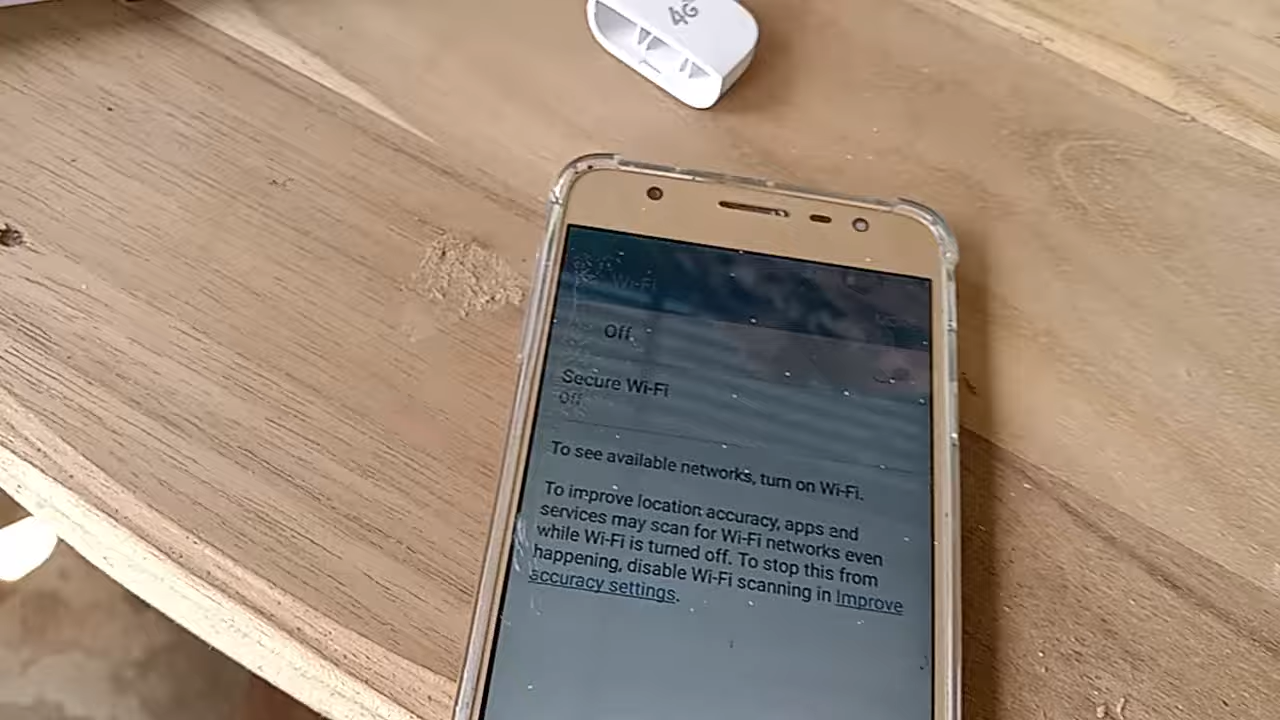 4G
Wi-Fi
Off
Secure Wi-Fi
Off
To see available networks, turn on Wi-Fi.
To improve location accuracy, apps and
services may scan for Wi-Fi networks even
while Wi-Fi is turned off. To stop this from
happening, disable Wi-Fi scanning in Improve
accuracy settings.